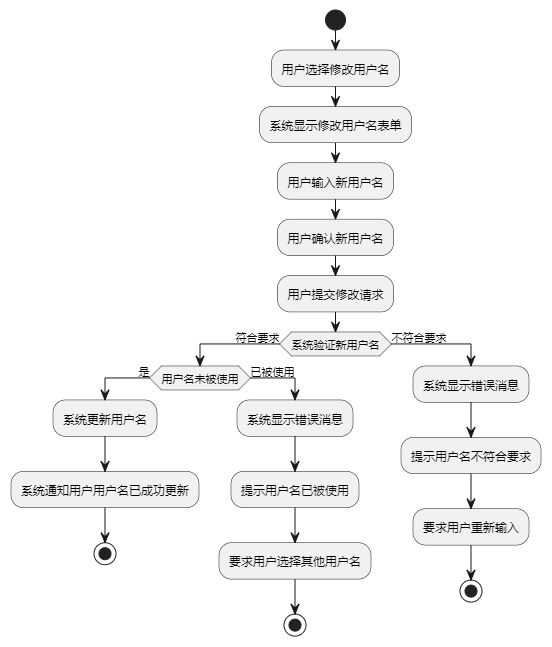 用户选择修改用户名
系统显示修改用户名表单
用户输入新用户名
用户确认新用户名
用户提交修改请求
符合要求
系统验证新用户名
不符合要求
是
用户名未被使用
已被使用
系统更新用户名
系统通知用户用户名已成功更新
系统显示错误消息
提示用户名已被使用
要求用户选择其他用户名
系统显示错误消息
提示用户名不符合要求
要求用户重新输入